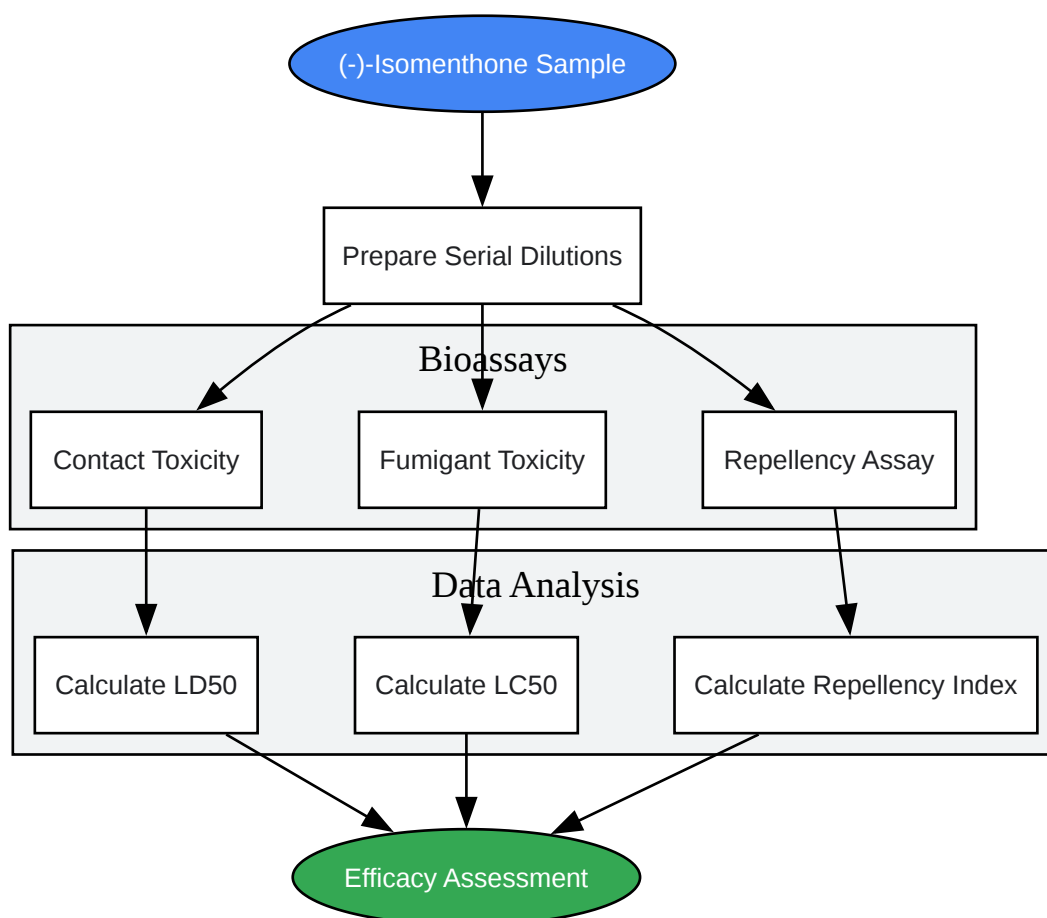 (-)-Isomenthone Sample
Prepare Serial Dilutions
Bioassays
Contact Toxicity
Fumigant Toxicity
Repellency Assay
Data Analysis
Calculate LD50
Calculate LC50
Calculate Repellency Index
Efficacy Assessment